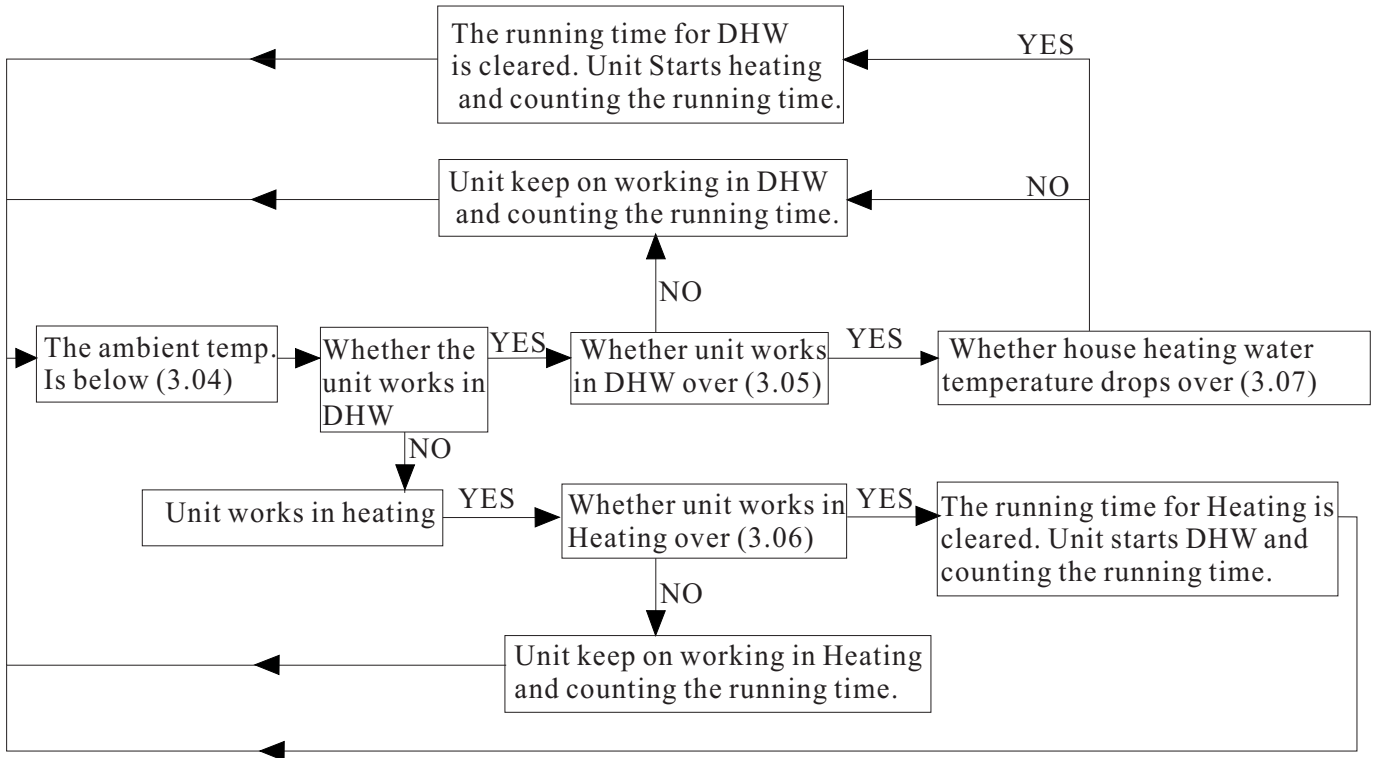 The running time for DHW
is cleared. Unit Starts heating
and counting the running time.
YES
Unit keep on working in DHW
and counting the running time.
NO
NO
The ambient temp.
Is below (3.04)
Whether the
unit works in
DHW
YES
Whether unit works
in DHW over (3.05)
YES
Whether house heating water
temperature drops over (3.07)
NO
Unit works in heating
YES
Whether unit works in
Heating over (3.06)
YES
The running time for Heating is
cleared. Unit starts DHW and
counting the running time.
NO
Unit keep on working in Heating
and counting the running time.